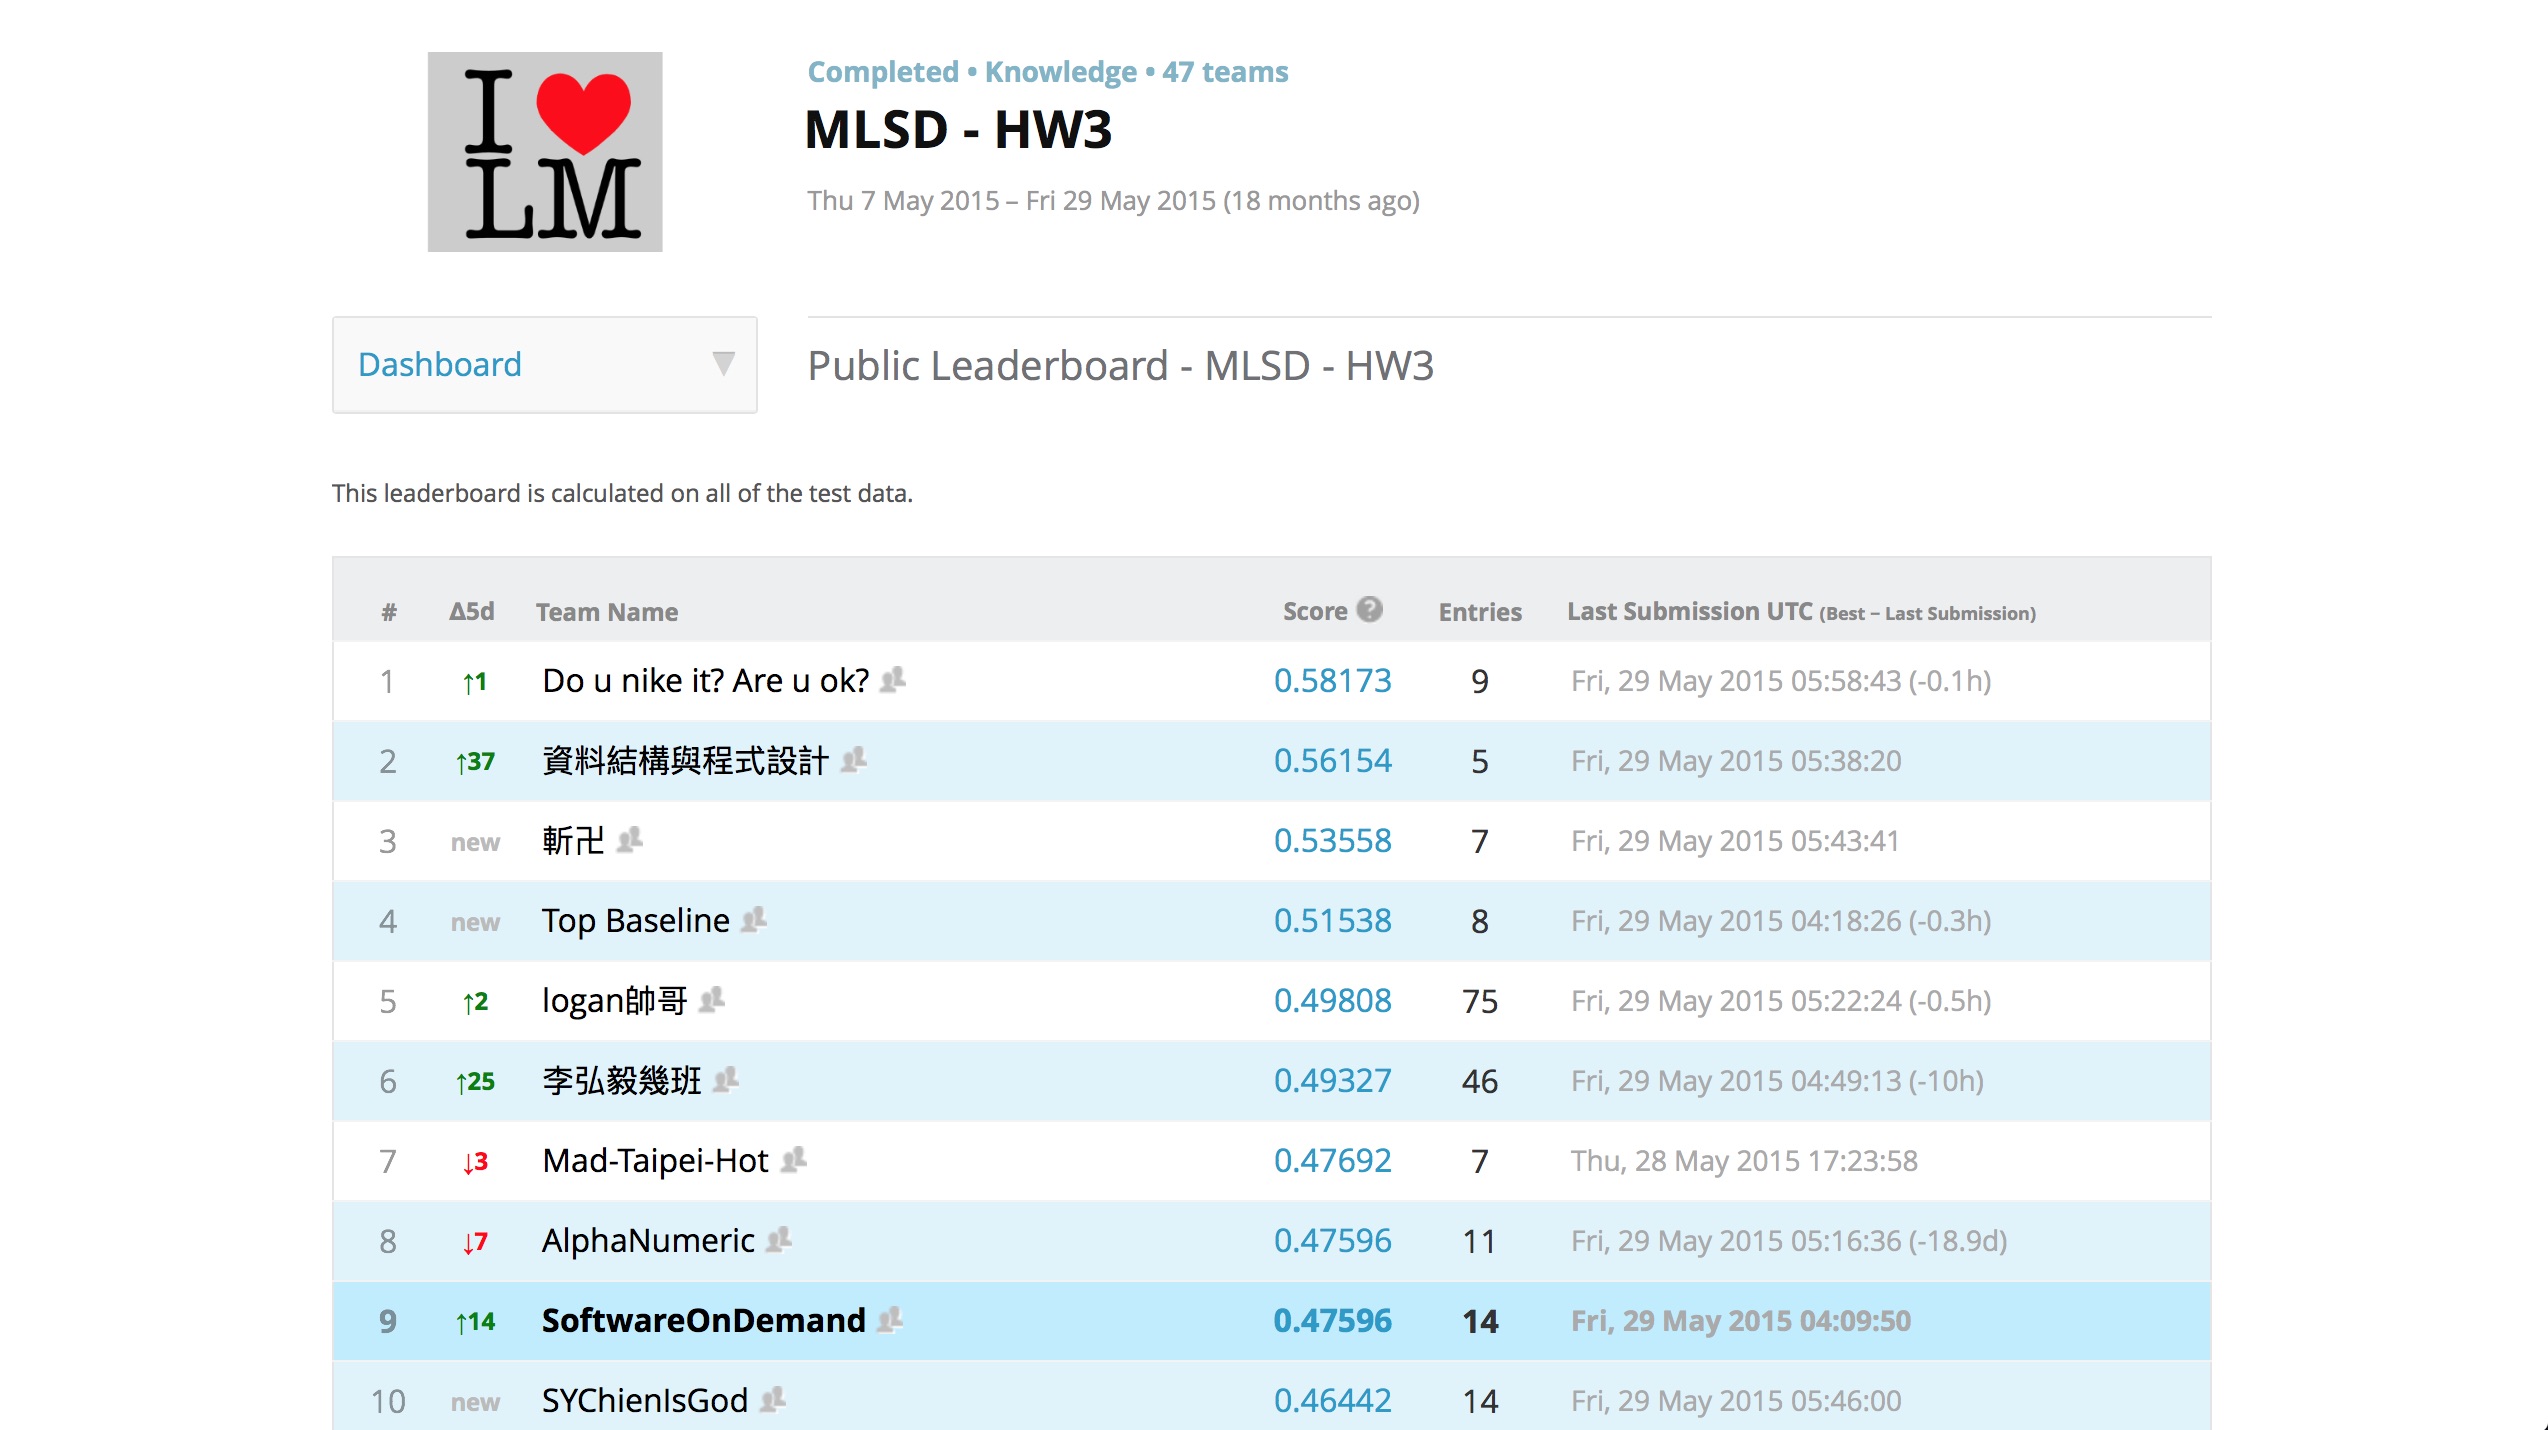 I
LM
Completed • Knowledge • 47 teams
MLSD - HW3
Thu 7 May 2015 – Fri 29 May 2015 (18 months ago)
Dashboard
Public Leaderboard - MLSD - HW3
This leaderboard is calculated on all of the test data.
# Δ5d Team Name Score ? Entries Last Submission UTC (Best − Last Submission)
1 ↑1 Do u nike it? Are u ok? 0.58173 9 Fri, 29 May 2015 05:58:43 (-0.1h)
2 ↑37 資料結構與程式設計 0.56154 5 Fri, 29 May 2015 05:38:20
3 new 斬卍 0.53558 7 Fri, 29 May 2015 05:43:41
4 new Top Baseline 0.51538 8 Fri, 29 May 2015 04:18:26 (-0.3h)
5 ↑2 logan帥哥 0.49808 75 Fri, 29 May 2015 05:22:24 (-0.5h)
6 ↑25 李弘毅幾班 0.49327 46 Fri, 29 May 2015 04:49:13 (-10h)
7 ↓3 Mad-Taipei-Hot 0.47692 7 Thu, 28 May 2015 17:23:58
8 ↓7 AlphaNumeric 0.47596 11 Fri, 29 May 2015 05:16:36 (-18.9d)
9 ↑14 SoftwareOnDemand 0.47596 14 Fri, 29 May 2015 04:09:50
10 new SYChienIsGod 0.46442 14 Fri, 29 May 2015 05:46:00